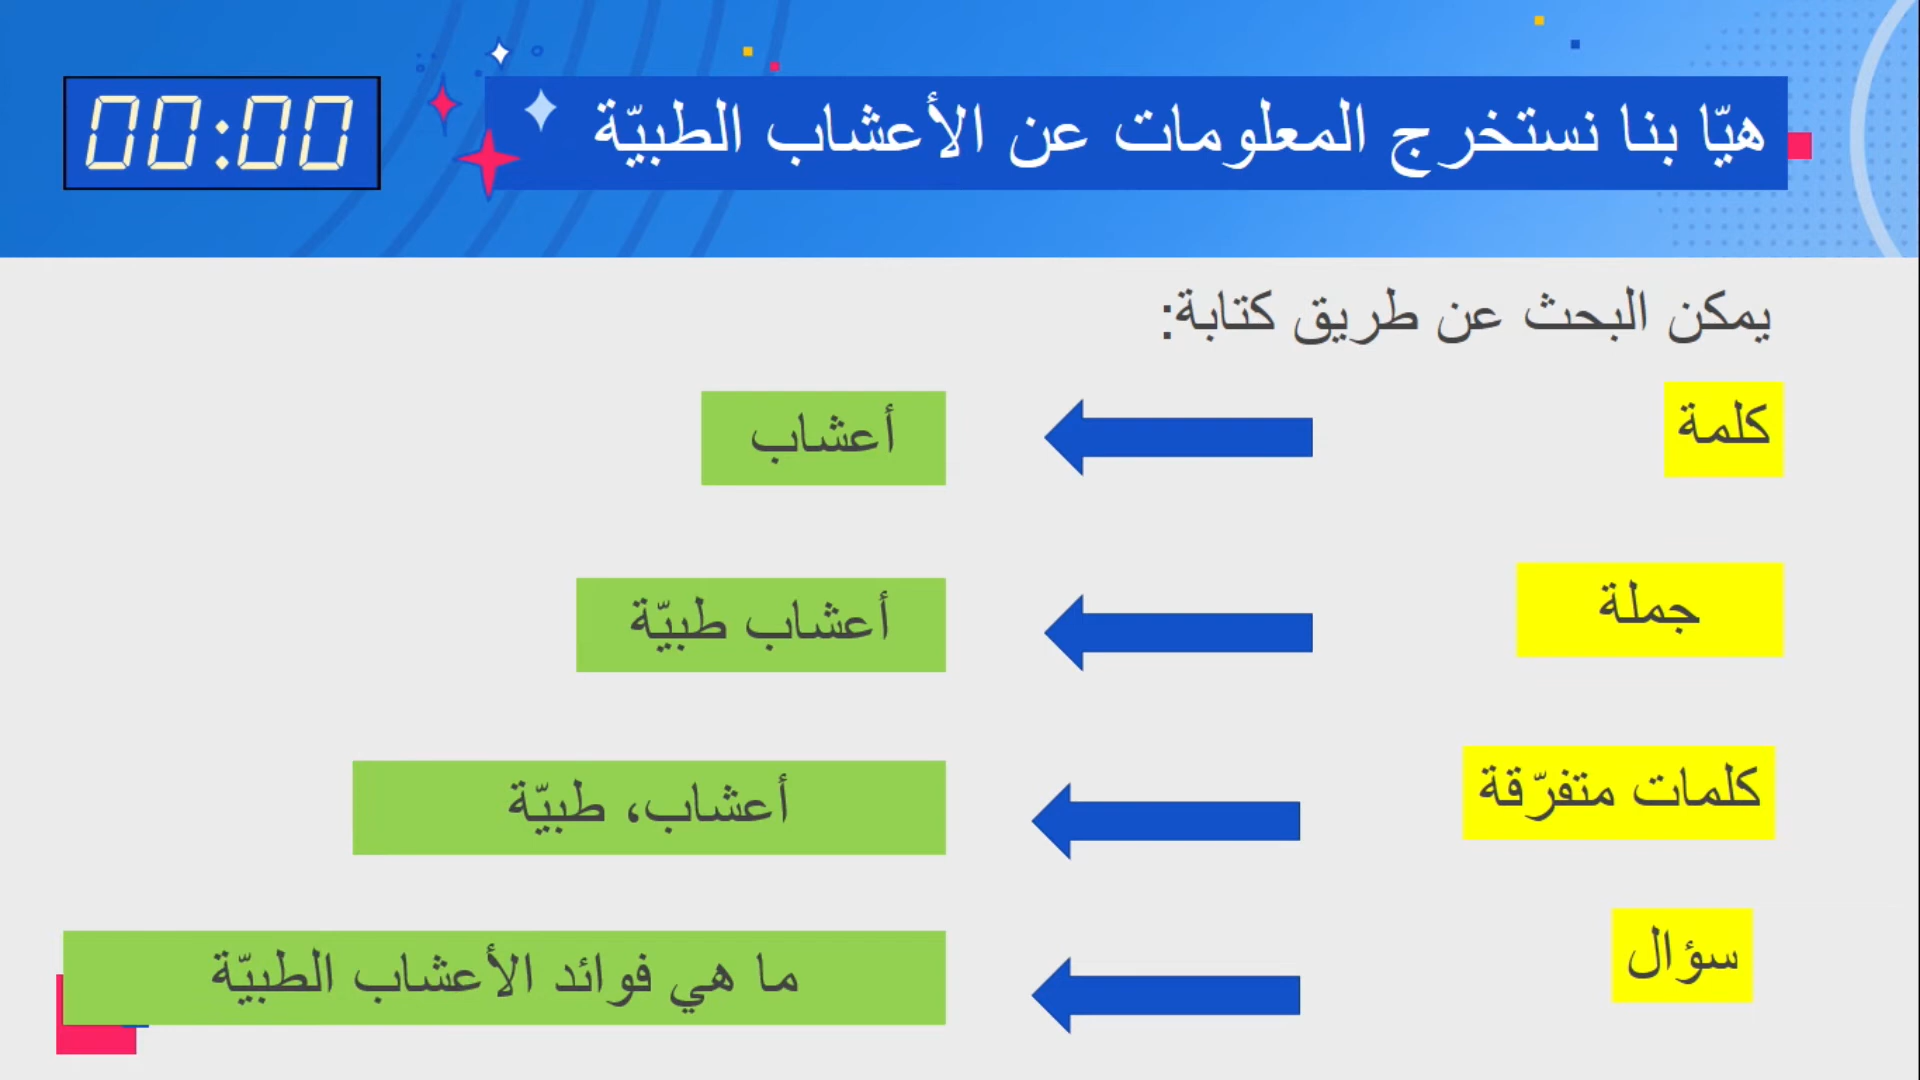 هيّا بنا نستخرج المعلومات عن الأعشاب الطبيّة
00:00
يمكن البحث عن طريق كتابة:
كلمة
أعشاب
جملة
أعشاب طبيّة
كلمات متفرّقة
أعشاب، طبيّة
سؤال
ما هي فوائد الأعشاب الطبيّة